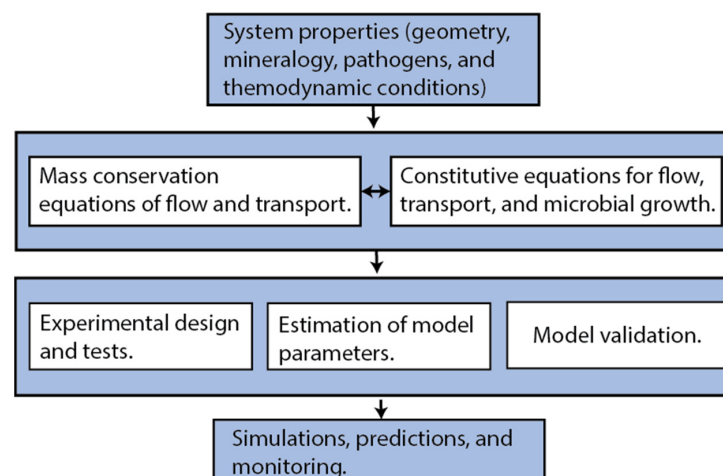 System properties (geometry,
mineralogy, pathogens, and
themodynamic conditions)
Mass conservation
equations of flow and transport.
Constitutive equations for flow,
transport, and microbial growth.
Experimental design
and tests.
Estimation of model
parameters.
Model validation.
Simulations, predictions, and
monitoring.